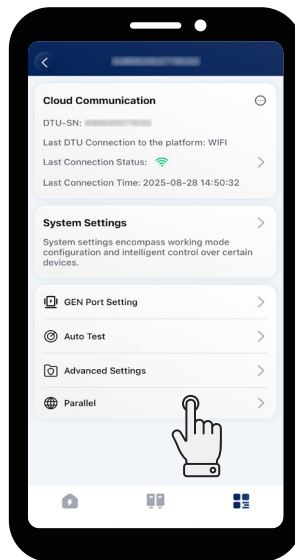 Cloud Communication
DTU-SN:
Last DTU Connection to the platform: WIFI
Last Connection Status:
Last Connection Time: 2025-08-28 14:50:32
System Settings
System settings encompass working mode
configuration and intelligent control over certain
devices.
GEN Port Setting
Auto Test
Advanced Settings
Parallel